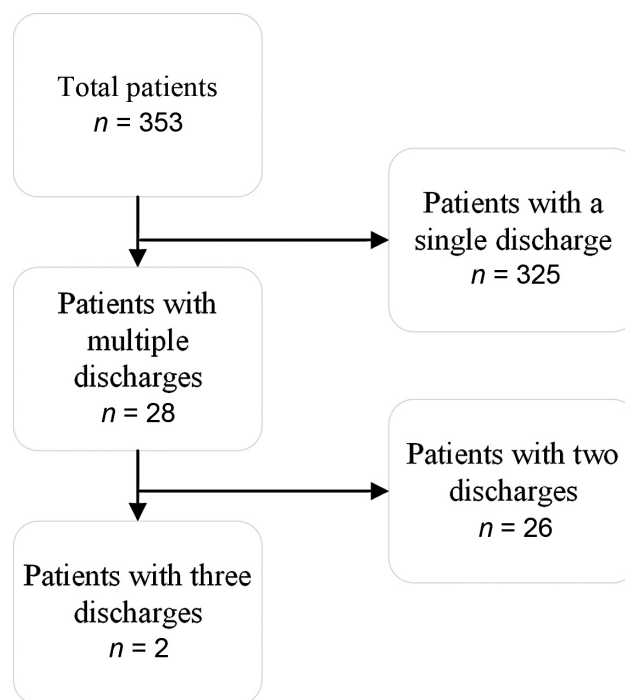 Total patients
n = 353
Patients with a
single discharge
n = 325
Patients with
multiple
discharges
n = 28
Patients with two
discharges
n = 26
Patients with three
discharges
n = 2